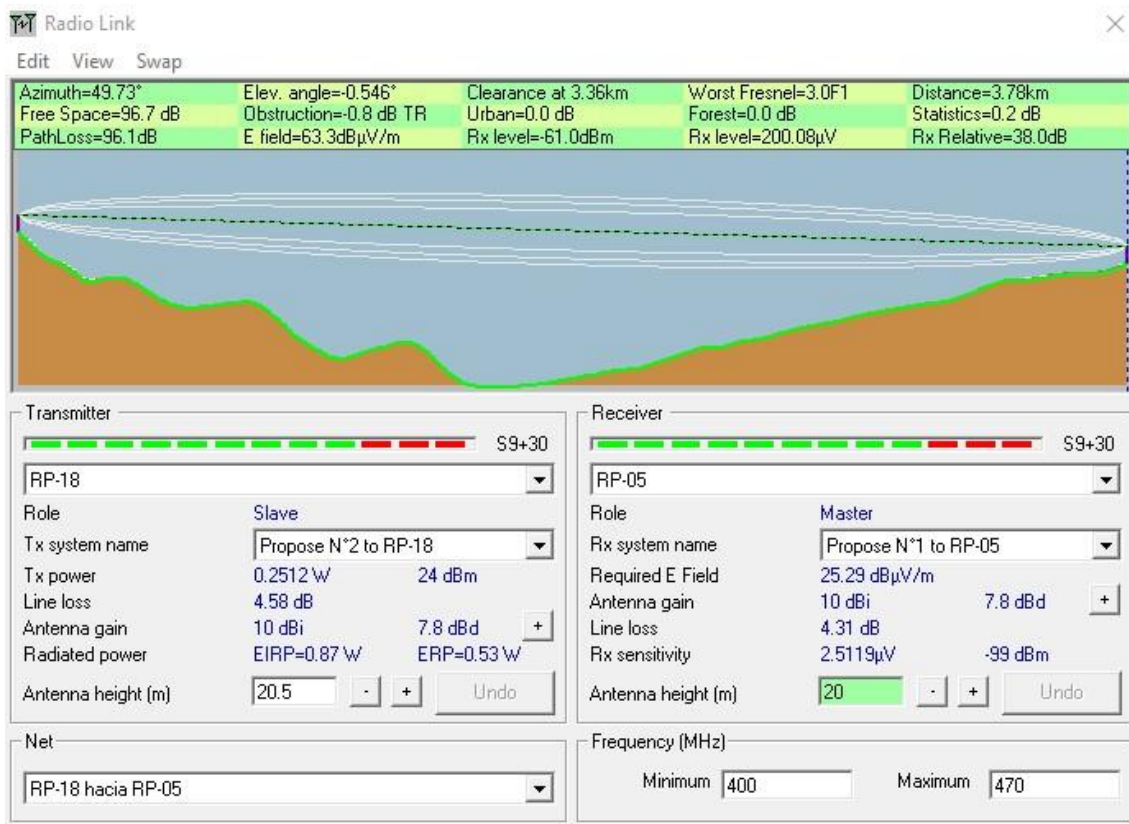 Radio Link
Edit View Swap
Azimuth=49.73° Elev. angle=-0.546° Clearance at 3.36km Worst Fresnel=3.0F1 Distance=3.78km
Free Space=96.7 dB Obstruction=-0.8 dB TR Urban=0.0 dB Forest=0.0 dB Statistics=0.2 dB
PathLoss=96.1dB E field=63.3dBµV/m Rx level=-61.0dBm Rx level=200.08µV Rx Relative=38.0dB
Transmitter
S9+30
RP-18
Role Slave
Tx system name Propose N°2 to RP-18
Tx power 0.2512 W 24 dBm
Line loss 4.58 dB
Antenna gain 10 dBi 7.8 dBd +
Radiated power EIRP=0.87 W ERP=0.53 W
Antenna height (m) 20.5 - + Undo
Receiver
S9+30
RP-05
Role Master
Rx system name Propose N°1 to RP-05
Required E Field 25.29 dBµV/m
Antenna gain 10 dBi 7.8 dBd +
Line loss 4.31 dB
Rx sensitivity 2.5119µV -99 dBm
Antenna height (m) 20 - + Undo
Net
RP-18 hacia RP-05
Frequency (MHz)
Minimum 400 Maximum 470